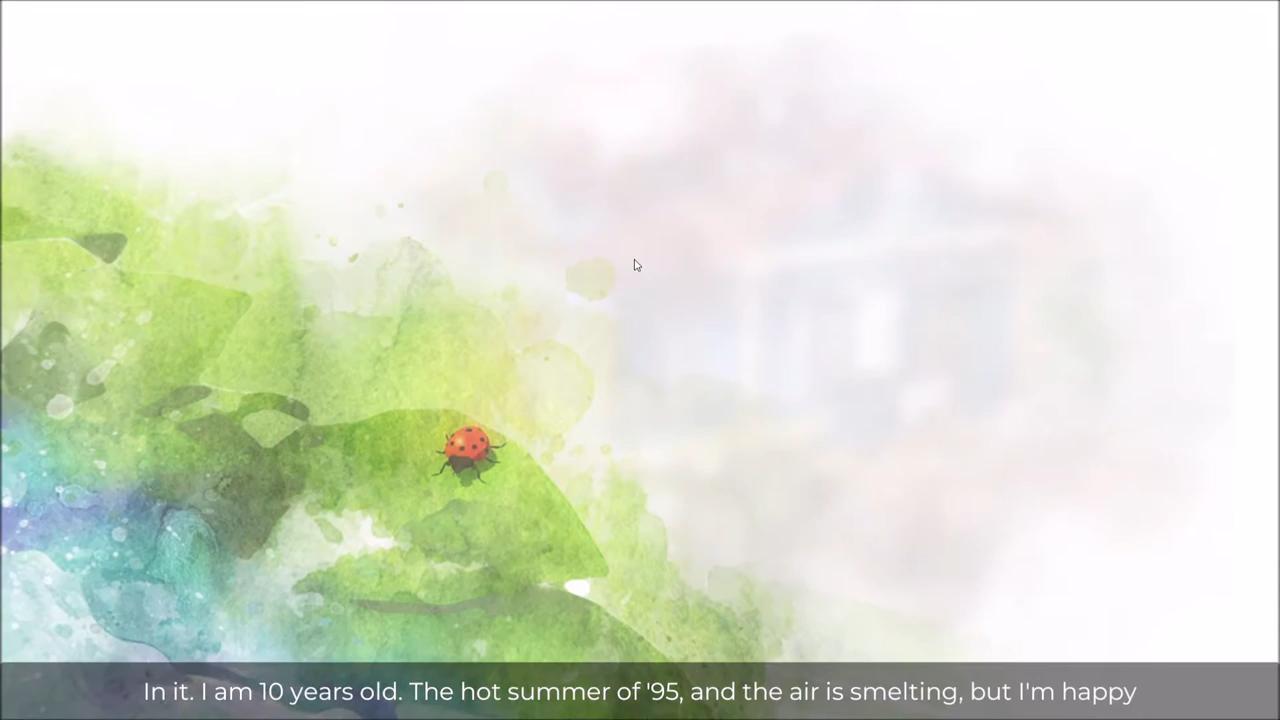 In it. I am 10 years old. The hot summer of '95, and the air is smelting, but I'm happy